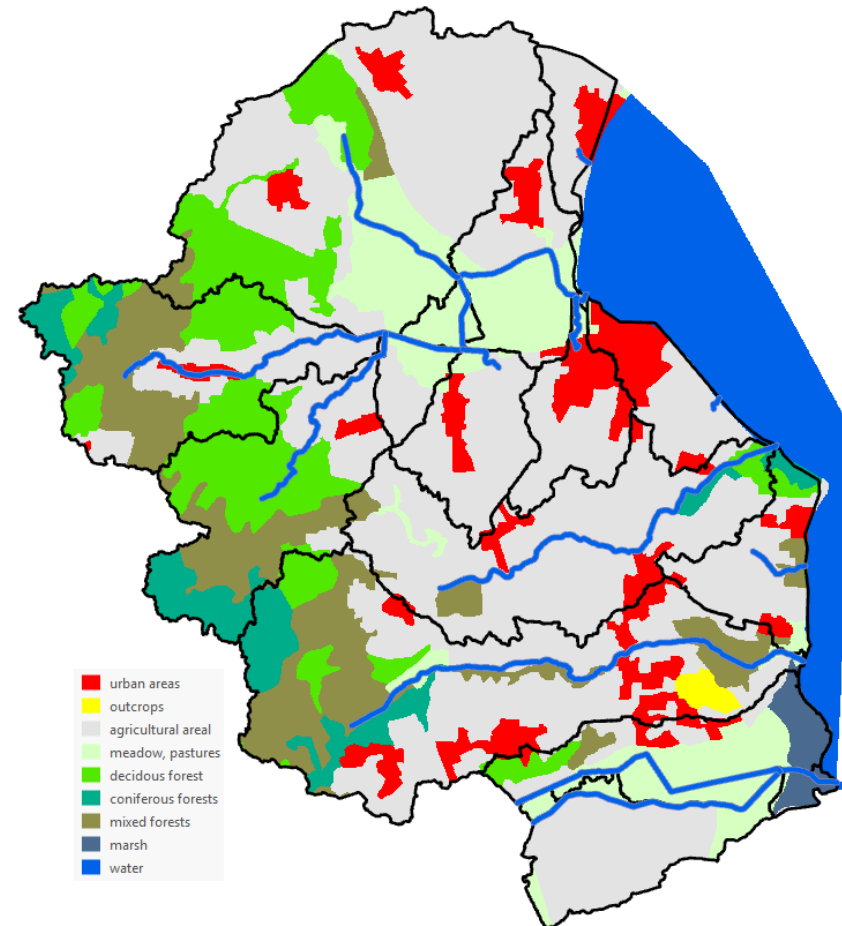 urban areas
outcrops
agricultural areal
meadow, pastures
decidous forest
coniferous forests
mixed forests
marsh
water